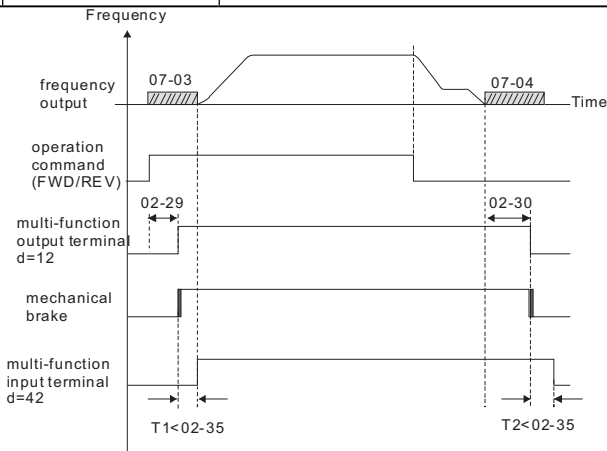 Frequency
frequency
output
07-03
07-04
Time
operation
command
(FWD/REV)
02-29
02-30
multi-function
output terminal
d=12
mechanical
brake
multi-function
input terminal
d=42
T1<02-35
T2<02-35